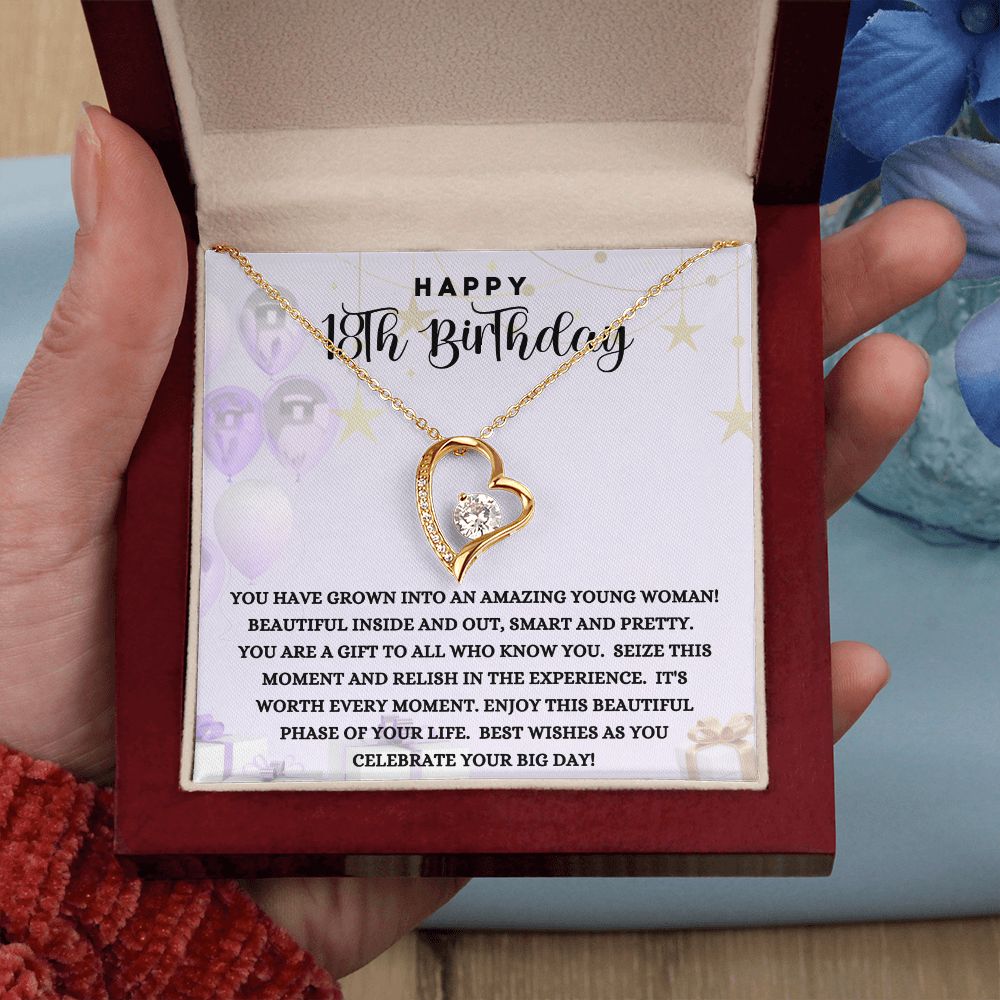 HAPPY
18th Birthday
YOU HAVE GROWN INTO AN AMAZING YOUNG WOMAN!
BEAUTIFUL INSIDE AND OUT, SMART AND PRETTY.
YOU ARE A GIFT TO ALL WHO KNOW YOU.  SEIZE THIS
MOMENT AND RELISH IN THE EXPERIENCE.  IT'S
WORTH EVERY MOMENT. ENJOY THIS BEAUTIFUL
PHASE OF YOUR LIFE.  BEST WISHES AS YOU
CELEBRATE YOUR BIG DAY!